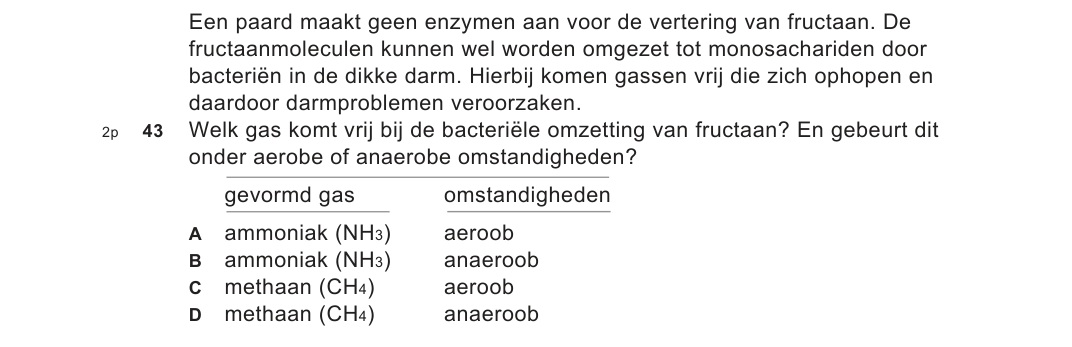 Een paard maakt geen enzymen aan voor de vertering van fructaan. De
fructaanmoleculen kunnen wel worden omgezet tot monosachariden door
bacteriën in de dikke darm. Hierbij komen gassen vrij die zich ophopen en
daardoor darmproblemen veroorzaken.
2p 43 Welk gas komt vrij bij de bacteriële omzetting van fructaan? En gebeurt dit
onder aerobe of anaerobe omstandigheden?
gevormd gas omstandigheden
A ammoniak (NH3) aeroob
B ammoniak (NH3) anaeroob
C methaan (CH4) aeroob
D methaan (CH4) anaeroob